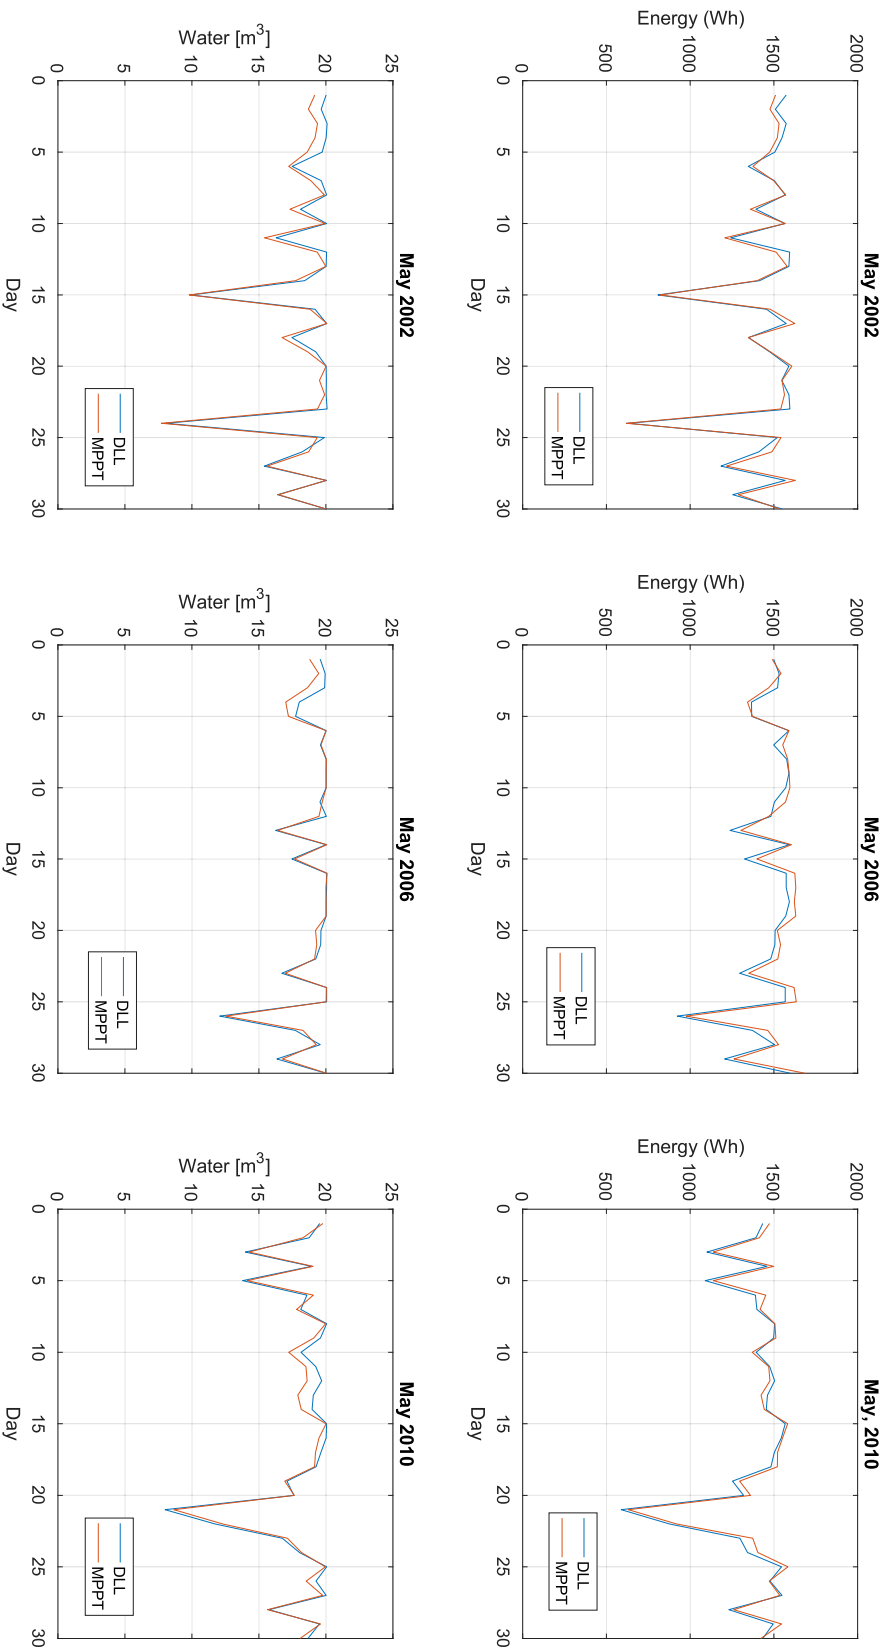 May 2002
2000
1500
1000
500
0
Energy (Wh)
0 5 10 15 20 25 30
Day
DLL
MPPT
May 2006
2000
1500
1000
500
0
Energy (Wh)
0 5 10 15 20 25 30
Day
DLL
MPPT
May, 2010
2000
1500
1000
500
0
Energy (Wh)
0 5 10 15 20 25 30
Day
DLL
MPPT
May 2002
25
20
15
10
5
0
Water [m³]
0 5 10 15 20 25 30
Day
DLL
MPPT
May 2006
25
20
15
10
5
0
Water [m³]
0 5 10 15 20 25 30
Day
DLL
MPPT
May 2010
25
20
15
10
5
0
Water [m³]
0 5 10 15 20 25 30
Day
DLL
MPPT